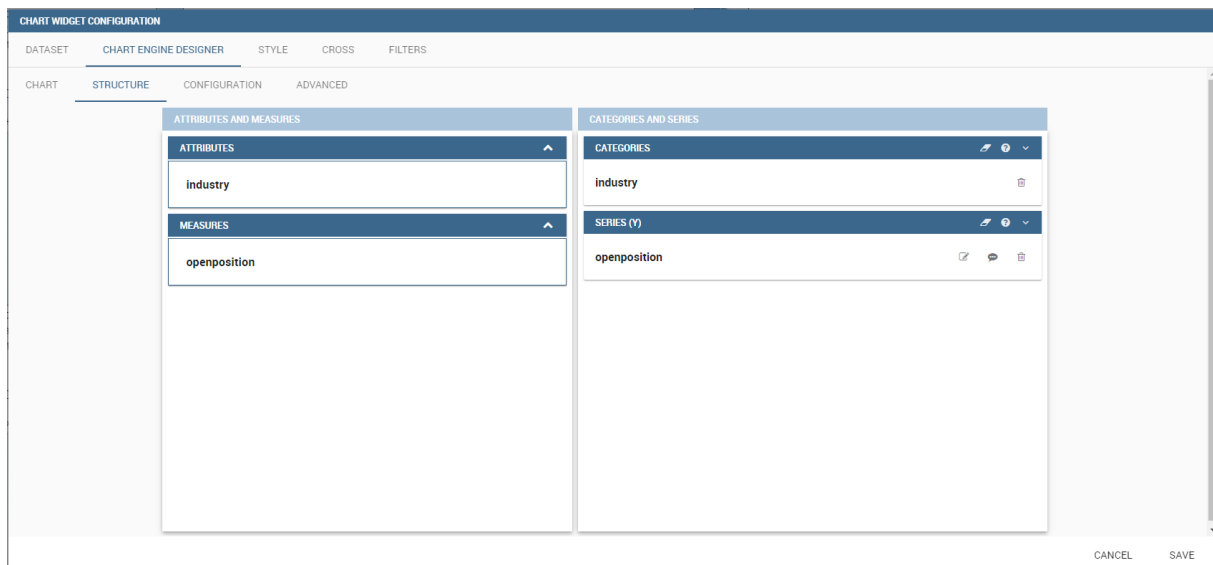 CHART WIDGET CONFIGURATION
DATASET CHART ENGINE DESIGNER STYLE CROSS FILTERS
CHART STRUCTURE CONFIGURATION ADVANCED
ATTRIBUTES AND MEASURES
ATTRIBUTES
industry
MEASURES
openposition
CATEGORIES AND SERIES
CATEGORIES
industry
SERIES (Y)
openposition
CANCEL SAVE